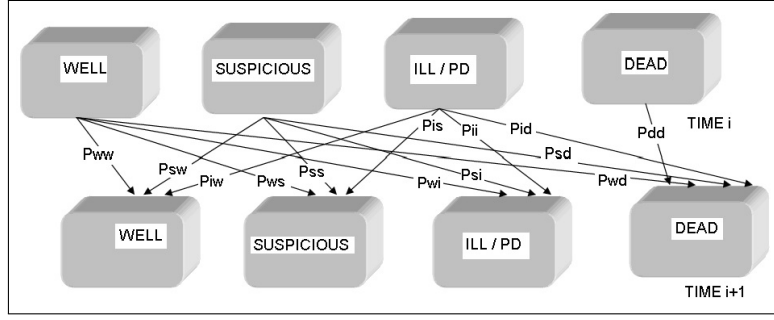 WELL
SUSPICIOUS
ILL / PD
DEAD
TIME i
Pww
Psw
Piw
Pws
Pss
Pis
Pwi
Psi
Pii
Pid
Psd
Pwd
Pdd
WELL
SUSPICIOUS
ILL / PD
DEAD
TIME i+1